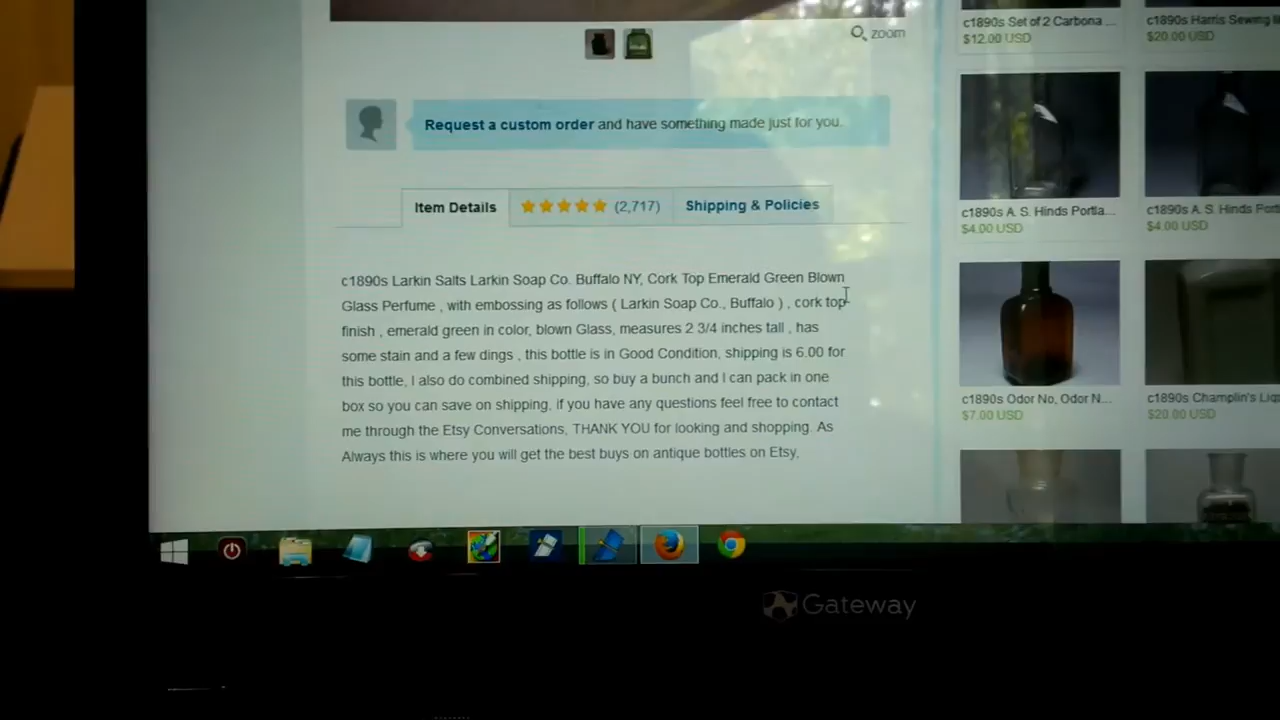 c1890s Set of 2 Carbona ...
$12.00 USD
c1890s Harris Sewing
$20.00 USD
zoom
Request a custom order and have something made just for you.
Item Details
(2,717)
Shipping & Policies
c1890s A. S. Hinds Portla...
$4.00 USD
c1890s A. S. Hinds Port
$4.00 USD
c1890s Larkin Salts Larkin Soap Co. Buffalo NY, Cork Top Emerald Green Blown
Glass Perfume , with embossing as follows ( Larkin Soap Co., Buffalo ) , cork top
finish , emerald green in color, blown Glass, measures 2 3/4 inches tall , has
some stain and a few dings , this bottle is in Good Condition, shipping is 6.00 for
this bottle, I also do combined shipping, so buy a bunch and I can pack in one
box so you can save on shipping, if you have any questions feel free to contact
me through the Etsy Conversations, THANK YOU for looking and shopping. As
Always this is where you will get the best buys on antique bottles on Etsy,
c1890s Odor No, Odor N...
$7.00 USD
c1890s Champlin's Liq
$20.00 USD
Gateway